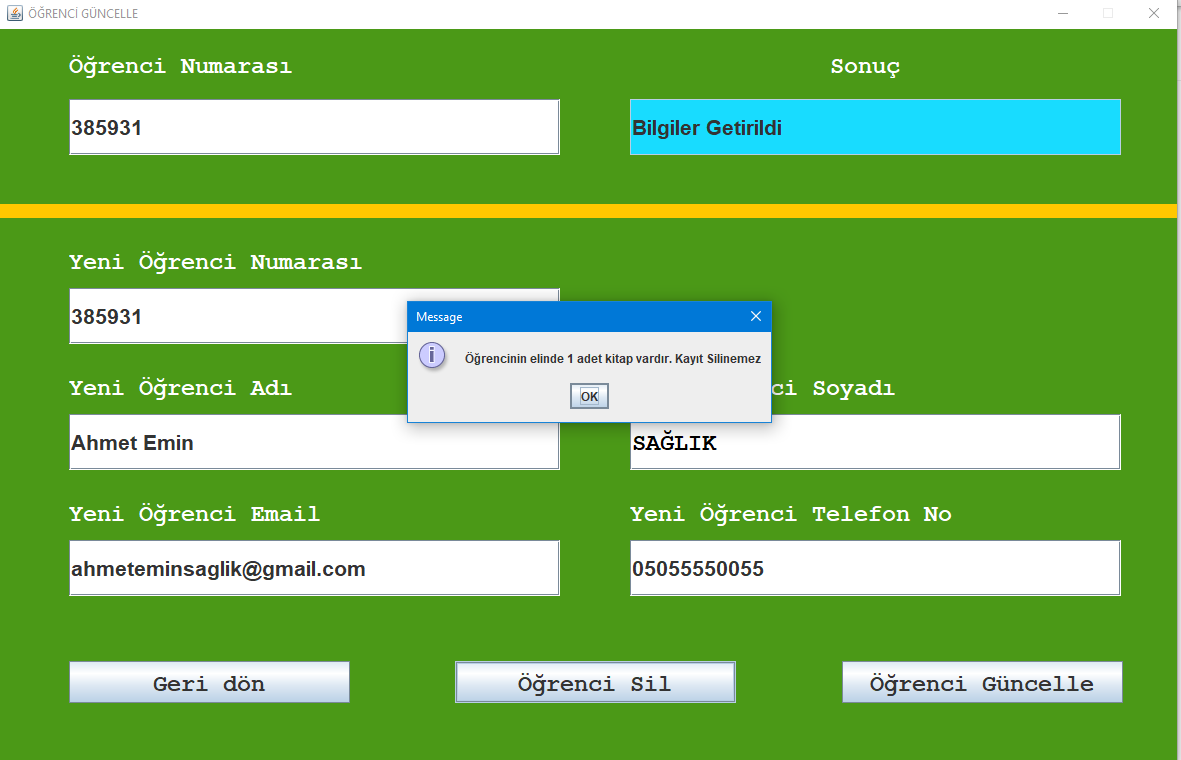 ÖĞRENCİ GÜNCELLE
Öğrenci Numarası
Sonuç
385931
Bilgiler Getirildi
Yeni Öğrenci Numarası
385931
Message
Öğrencinin elinde 1 adet kitap vardır. Kayıt Silinemez
OK
Yeni Öğrenci Adı
Soyadı
Ahmet Emin
SAĞLIK
Yeni Öğrenci Email
Yeni Öğrenci Telefon No
ahmeteminsaglik@gmail.com
05055550055
Geri dön
Öğrenci Sil
Öğrenci Güncelle